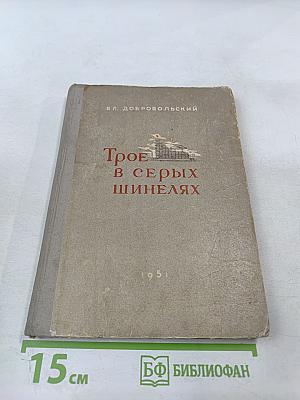 ВЛ. ДОБРОВОЛЬСКИЙ
Трое
в серых
шинелях
1951
15 см
БФ БИБЛИОФАН